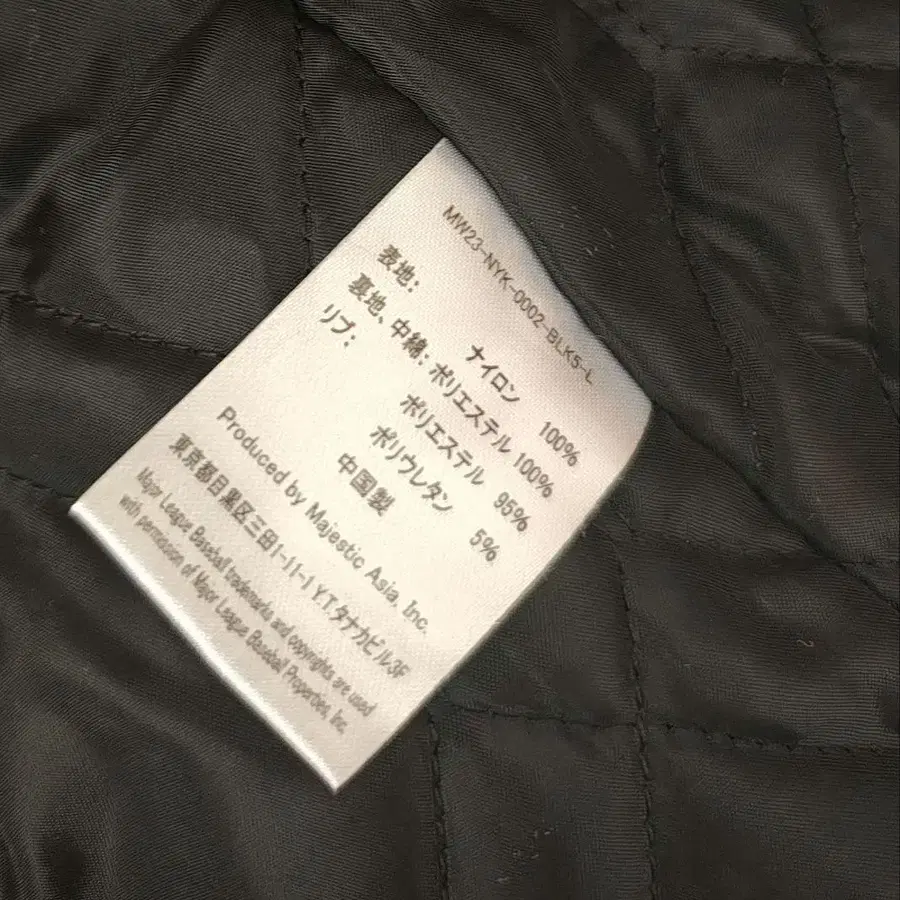 MW23-NYK-0002-BLK5-L
表地： ナイロン 100%
裏地、中綿：ポリエステル 100%
リブ： ポリエステル 95%
ポリウレタン 5%
中国製
Produced by Majestic Asia, Inc.
東京都目黒区三田1-11-1 Y.T.タナカビル3F
Major League Baseball trademarks and copyrights are used
with permission of Major League Baseball Properties, Inc.